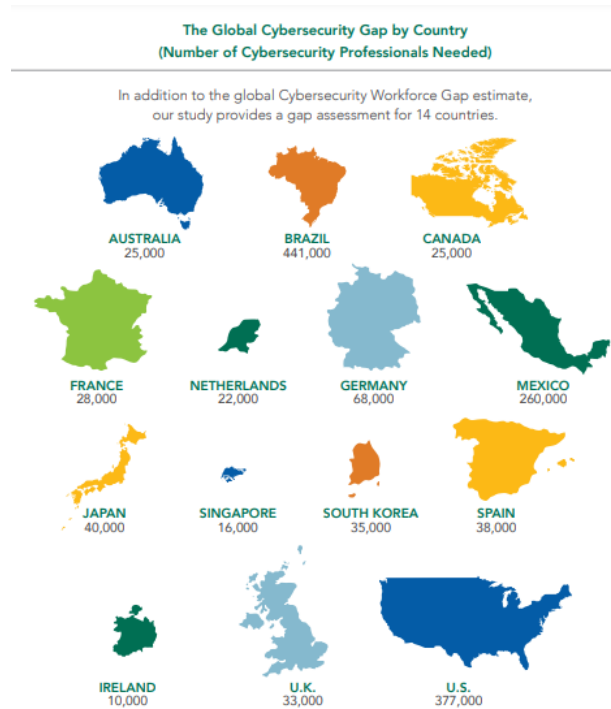 The Global Cybersecurity Gap by Country
(Number of Cybersecurity Professionals Needed)
In addition to the global Cybersecurity Workforce Gap estimate,
our study provides a gap assessment for 14 countries.
AUSTRALIA
25,000
BRAZIL
441,000
CANADA
25,000
FRANCE
28,000
NETHERLANDS
22,000
GERMANY
68,000
MEXICO
260,000
JAPAN
40,000
SINGAPORE
16,000
SOUTH KOREA
35,000
SPAIN
38,000
IRELAND
10,000
U.K.
33,000
U.S.
377,000